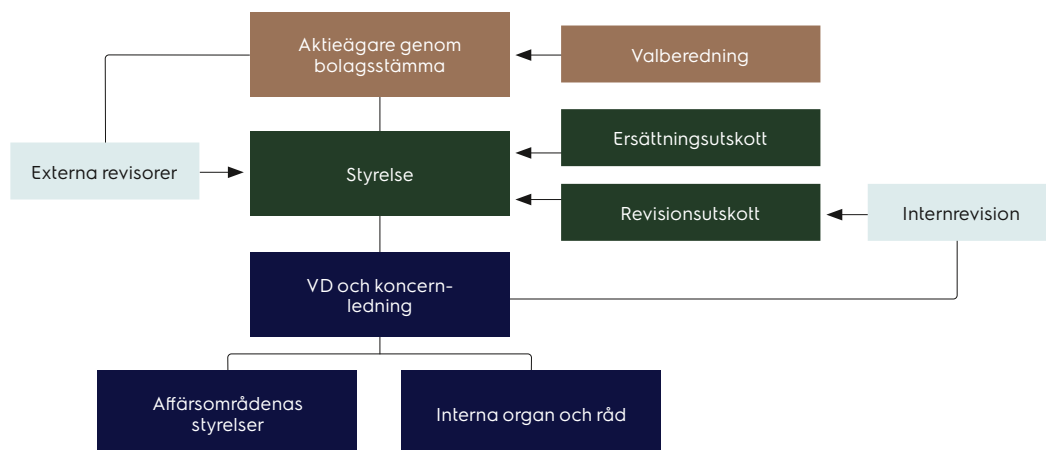 Aktieägare genom
bolagsstämma
Valberedning
Ersättningsutskott
Externa revisorer
Styrelse
Revisionsutskott
Internrevision
VD och koncern-
ledning
Affärsområdenas
styrelser
Interna organ och råd